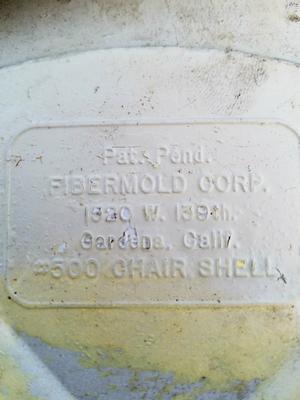 Pat. Pend.
FIBERMOLD CORP.
1320 W. 139th.
Gardena, Calif.
#500 CHAIR SHELL